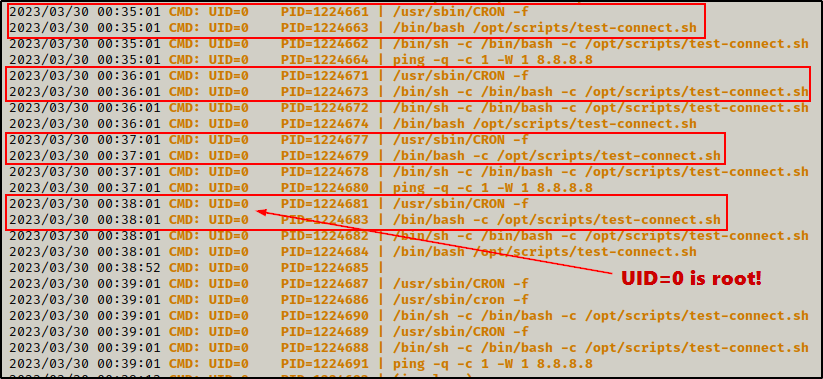 2023/03/30 00:35:01 CMD: UID=0 PID=1224661 | /usr/sbin/CRON -f
2023/03/30 00:35:01 CMD: UID=0 PID=1224663 | /bin/bash /opt/scripts/test-connect.sh
2023/03/30 00:35:01 CMD: UID=0 PID=1224662 | /bin/sh -c /bin/bash -c /opt/scripts/test-connect.sh
2023/03/30 00:35:01 CMD: UID=0 PID=1224664 | ping -q -c 1 -W 1 8.8.8.8
2023/03/30 00:36:01 CMD: UID=0 PID=1224671 | /usr/sbin/CRON -f
2023/03/30 00:36:01 CMD: UID=0 PID=1224673 | /bin/sh -c /bin/bash -c /opt/scripts/test-connect.sh
2023/03/30 00:36:01 CMD: UID=0 PID=1224672 | /bin/sh -c /bin/bash -c /opt/scripts/test-connect.sh
2023/03/30 00:36:01 CMD: UID=0 PID=1224674 | /bin/bash /opt/scripts/test-connect.sh
2023/03/30 00:37:01 CMD: UID=0 PID=1224677 | /usr/sbin/CRON -f
2023/03/30 00:37:01 CMD: UID=0 PID=1224679 | /bin/bash -c /opt/scripts/test-connect.sh
2023/03/30 00:37:01 CMD: UID=0 PID=1224678 | /bin/sh -c /bin/bash -c /opt/scripts/test-connect.sh
2023/03/30 00:37:01 CMD: UID=0 PID=1224680 | ping -q -c 1 -W 1 8.8.8.8
2023/03/30 00:38:01 CMD: UID=0 PID=1224681 | /usr/sbin/CRON -f
2023/03/30 00:38:01 CMD: UID=0 PID=1224683 | /bin/bash -c /opt/scripts/test-connect.sh
2023/03/30 00:38:01 CMD: UID=0 PID=1224682 | /bin/sh -c /bin/bash -c /opt/scripts/test-connect.sh
2023/03/30 00:38:01 CMD: UID=0 PID=1224684 | /bin/bash /opt/scripts/test-connect.sh
2023/03/30 00:38:52 CMD: UID=0 PID=1224685 |
UID=0 is root!
2023/03/30 00:39:01 CMD: UID=0 PID=1224687 | /usr/sbin/CRON -f
2023/03/30 00:39:01 CMD: UID=0 PID=1224686 | /usr/sbin/cron -f
2023/03/30 00:39:01 CMD: UID=0 PID=1224690 | /bin/sh -c /bin/bash -c /opt/scripts/test-connect.sh
2023/03/30 00:39:01 CMD: UID=0 PID=1224689 | /usr/sbin/CRON -f
2023/03/30 00:39:01 CMD: UID=0 PID=1224688 | /bin/sh -c /bin/bash -c /opt/scripts/test-connect.sh
2023/03/30 00:39:01 CMD: UID=0 PID=1224691 | ping -q -c 1 -W 1 8.8.8.8